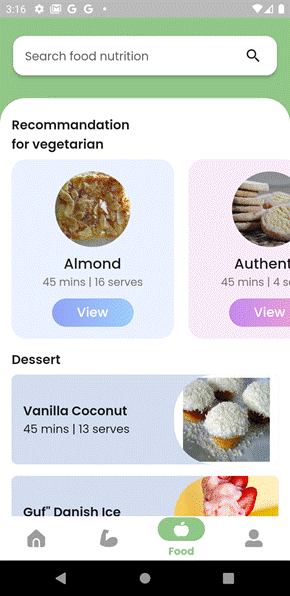 3:16
Search food nutrition
Recommandation
for vegetarian
Almond
45 mins | 16 serves
View
Authent
45 mins | 4 s
View
Dessert
Vanilla Coconut
45 mins | 13 serves
Guf" Danish Ice
Food